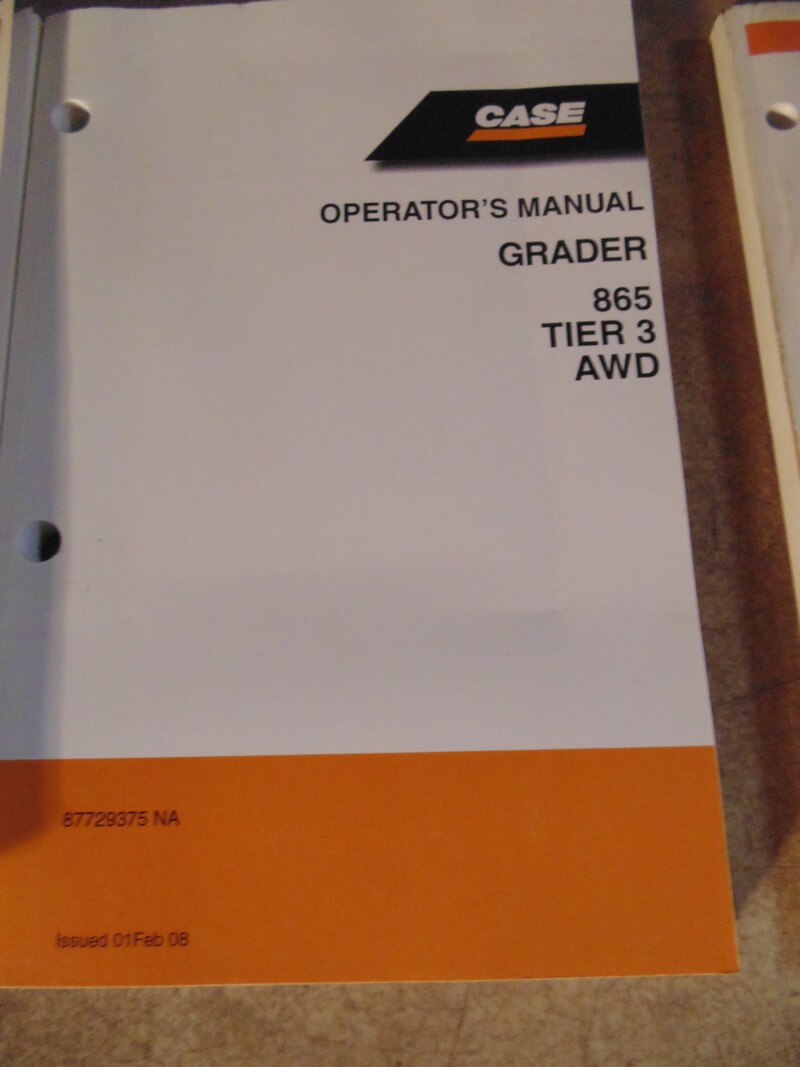 CASE
OPERATOR'S MANUAL
GRADER
865
TIER 3
AWD
87729375 NA
Issued 01Feb 08